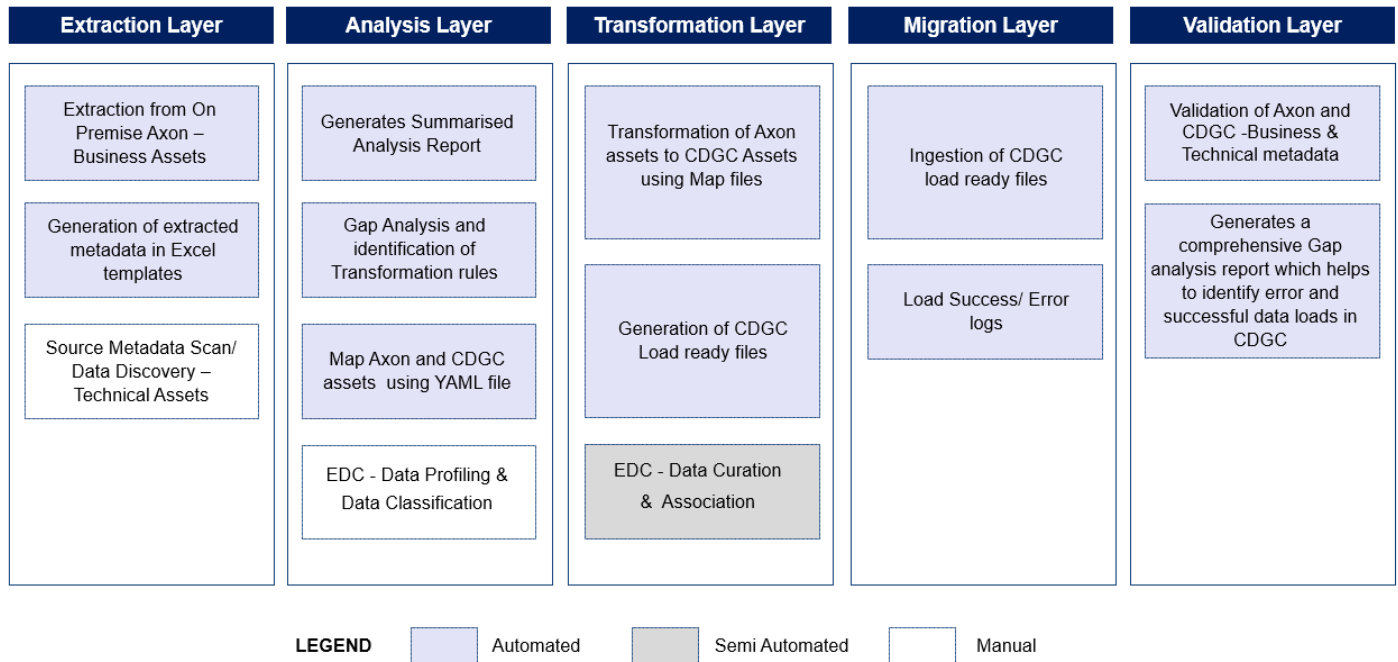 Extraction Layer
Analysis Layer
Transformation Layer
Migration Layer
Validation Layer
Extraction from On
Premise Axon –
Business Assets
Generation of extracted
metadata in Excel
templates
Source Metadata Scan/
Data Discovery –
Technical Assets
Generates Summarised
Analysis Report
Gap Analysis and
identification of
Transformation rules
Map Axon and CDGC
assets using YAML file
EDC - Data Profiling &
Data Classification
Transformation of Axon
assets to CDGC Assets
using Map files
Generation of CDGC
Load ready files
EDC - Data Curation
& Association
Ingestion of CDGC
load ready files
Load Success/ Error
logs
Validation of Axon and
CDGC -Business &
Technical metadata
Generates a
comprehensive Gap
analysis report which helps
to identify error and
successful data loads in
CDGC
LEGEND
Automated
Semi Automated
Manual